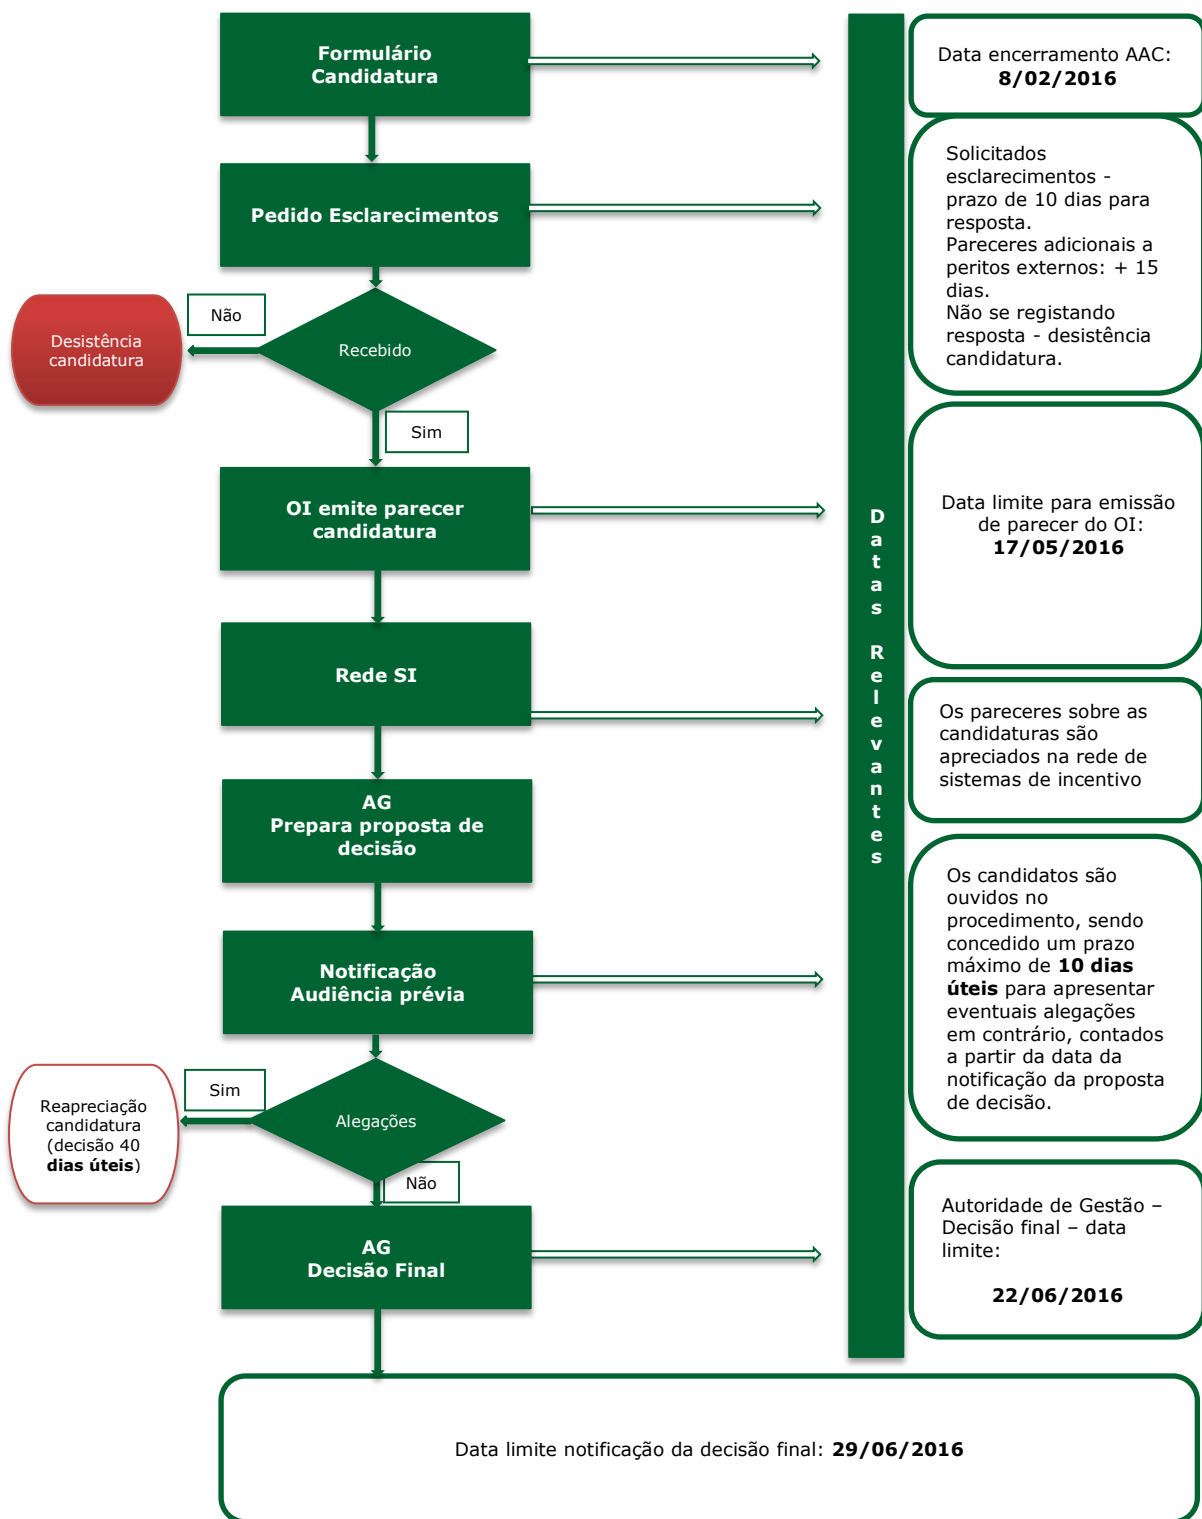 Formulário
Candidatura
Data encerramento AAC:
8/02/2016
Pedido Esclarecimentos
Solicitados
esclarecimentos -
prazo de 10 dias para
resposta.
Pareceres adicionais a
peritos externos: + 15
dias.
Não se registando
resposta - desistência
candidatura.
Não
Desistência
candidatura
Recebido
Sim
OI emite parecer
candidatura
Datas Relevantes
Data limite para emissão
de parecer do OI:
17/05/2016
Rede SI
Os pareceres sobre as
candidaturas são
apreciados na rede de
sistemas de incentivo
AG
Prepara proposta de
decisão
Notificação
Audiência prévia
Os candidatos são
ouvidos no
procedimento, sendo
concedido um prazo
máximo de 10 dias
úteis para apresentar
eventuais alegações
em contrário, contados
a partir da data da
notificação da proposta
de decisão.
Sim
Reapreciação
candidatura
(decisão 40
dias úteis)
Alegações
Não
AG
Decisão Final
Autoridade de Gestão –
Decisão final – data
limite:
22/06/2016
Data limite notificação da decisão final: 29/06/2016